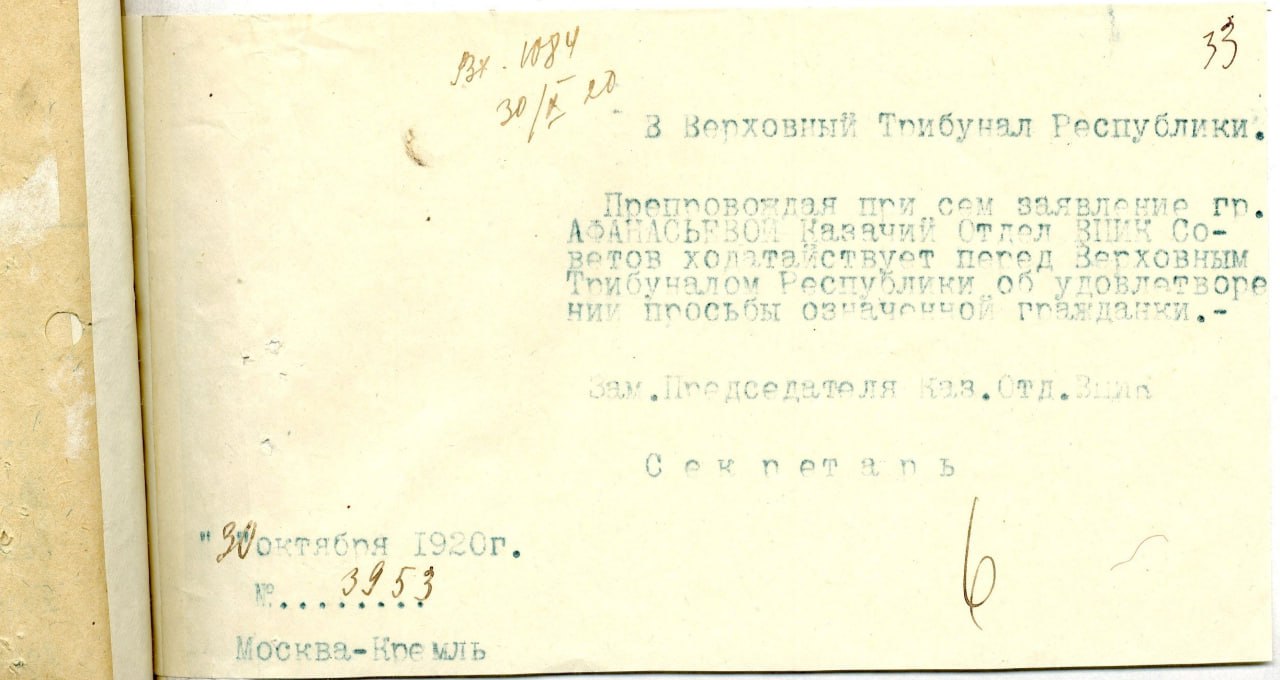 33
Вх. 1084
30/X 20
В Верховный Трибунал Республики.
Препровождая при сем заявление гр.
АФАНАСЬЕВОЙ Казачий Отдел ВЦИК Со-
ветов ходатайствует перед Верховным
Трибуналом Республики об удовлетворе
нии просьбы означенной гражданки.-
Зам.Председателя Каз.Отд.ВЦИК
Секретарь
6
"30"октября 1920г.
№........ 3953
Москва-Кремль